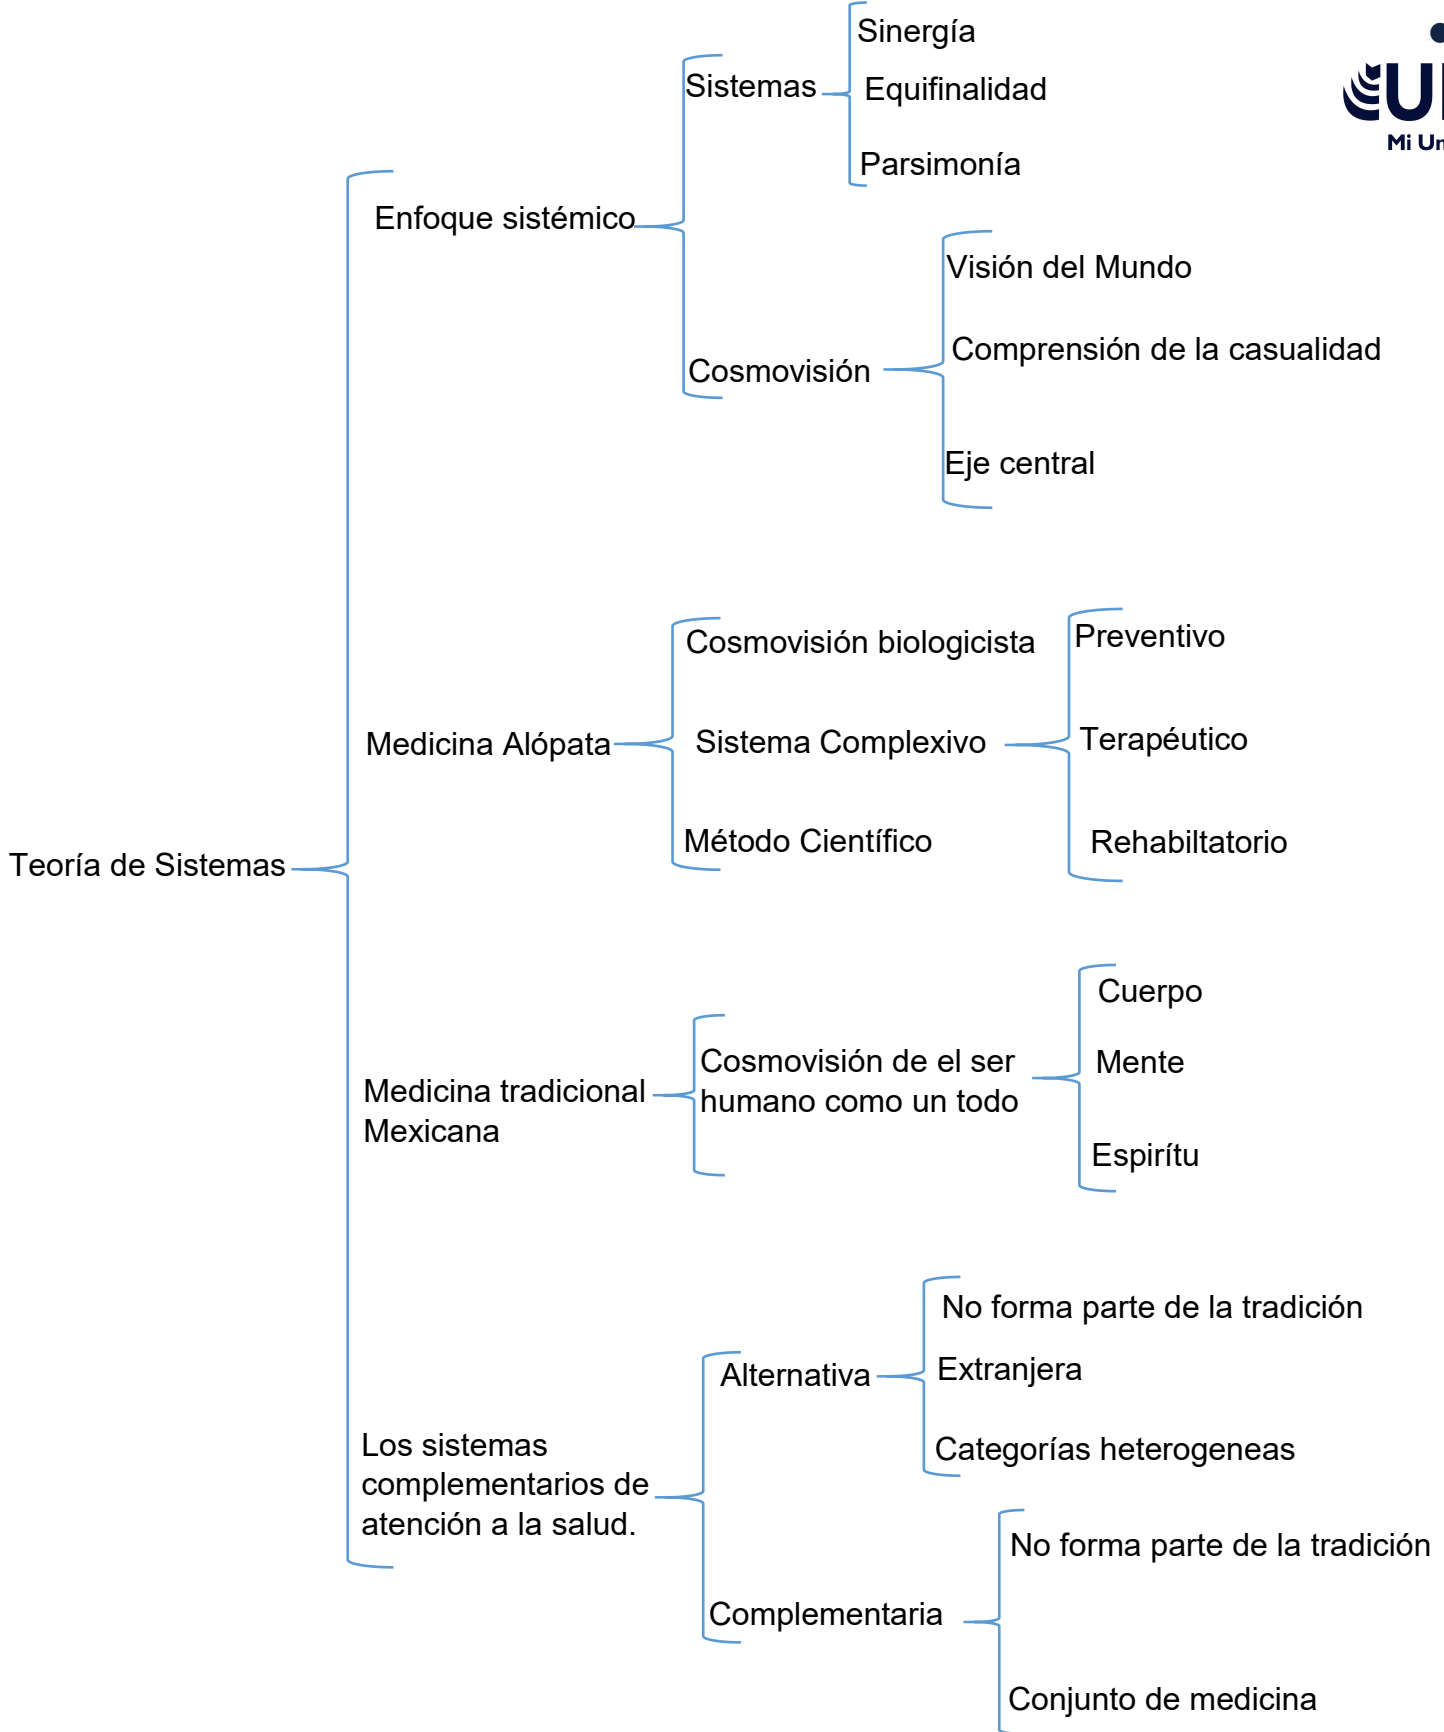 Sinergía
Sistemas
Equifinalidad
Parsimonía
Enfoque sistémico
Visión del Mundo
Comprensión de la casualidad
Cosmovisión
Eje central
Cosmovisión biologicista
Preventivo
Medicina Alópata
Sistema Complexivo
Terapéutico
Método Científico
Rehabiltatorio
Teoría de Sistemas
Cuerpo
Cosmovisión de el ser
humano como un todo
Mente
Medicina tradicional
Mexicana
Espirítu
No forma parte de la tradición
Alternativa
Extranjera
Categorías heterogeneas
Los sistemas
complementarios de
atención a la salud.
No forma parte de la tradición
Complementaria
Conjunto de medicina
Mi